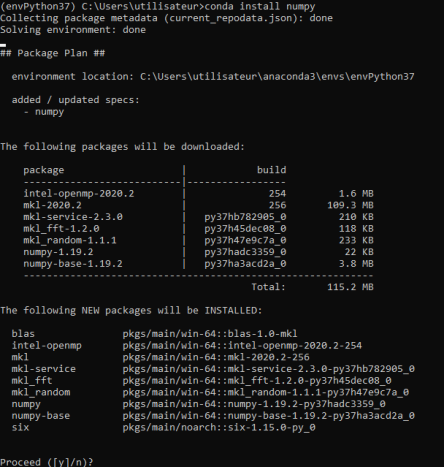 (envPython37) C:\Users\utilisateur>conda install numpy
Collecting package metadata (current_repodata.json): done
Solving environment: done
## Package Plan ##
environment location: C:\Users\utilisateur\anaconda3\envs\envPython37
added / updated specs:
- numpy
The following packages will be downloaded:
package | build
---------------------------|-----------------
intel-openmp-2020.2 | 254 1.6 MB
mkl-2020.2 | 256 109.3 MB
mkl-service-2.3.0 | py37hb782905_0 210 KB
mkl_fft-1.2.0 | py37h45dec08_0 118 KB
mkl_random-1.1.1 | py37h47e9c7a_0 233 KB
numpy-1.19.2 | py37hadc3359_0 22 KB
numpy-base-1.19.2 | py37ha3acd2a_0 3.8 MB
------------------------------------------------------------
Total: 115.2 MB
The following NEW packages will be INSTALLED:
blas pkgs/main/win-64::blas-1.0-mkl
intel-openmp pkgs/main/win-64::intel-openmp-2020.2-254
mkl pkgs/main/win-64::mkl-2020.2-256
mkl-service pkgs/main/win-64::mkl-service-2.3.0-py37hb782905_0
mkl_fft pkgs/main/win-64::mkl_fft-1.2.0-py37h45dec08_0
mkl_random pkgs/main/win-64::mkl_random-1.1.1-py37h47e9c7a_0
numpy pkgs/main/win-64::numpy-1.19.2-py37hadc3359_0
numpy-base pkgs/main/win-64::numpy-base-1.19.2-py37ha3acd2a_0
six pkgs/main/noarch::six-1.15.0-py_0
Proceed ([y]/n)?